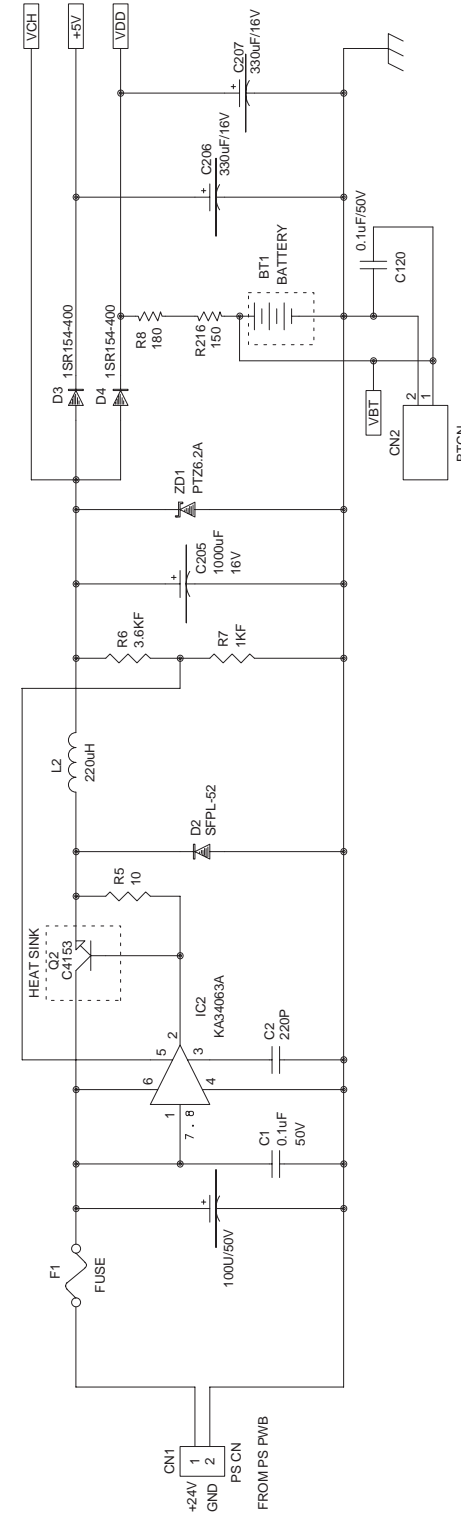 +24V
GND
CN1
1
2
PS CN
FROM PS PWB
F1
FUSE
+
100U/50V
C1
0.1uF
50V
1
7 . 8
6
5
2
3
4
IC2
KA34063A
C2
220P
HEAT SINK
Q2
C4153
R5
10
D2
SFPL-52
L2
220uH
R6
3.6KF
R7
1KF
+
C205
1000uF
16V
ZD1
PTZ6.2A
D3
1SR154-400
D4
1SR154-400
R8
180
R216
150
BT1
BATTERY
VBT
CN2
2
1
BTCN
0.1uF/50V
C120
+
C206
330uF/16V
+
C207
330uF/16V
VCH
+5V
VDD